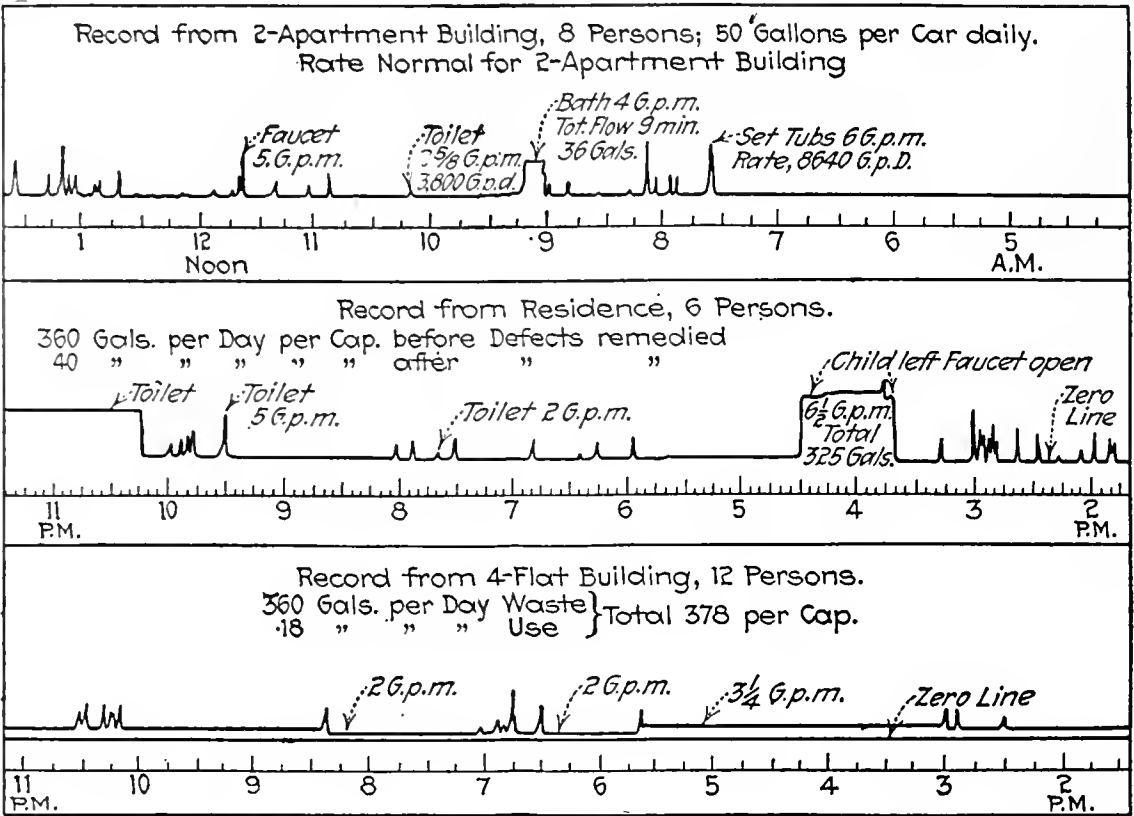 Record from 2-Apartment Building, 8 Persons; 50 Gallons per Car daily.
Rate Normal for 2-Apartment Building
Faucet
5.G.p.m.
Toilet
5/8 G.p.m.
3,800 G.p.d.
Bath 4 G.p.m.
Tot. Flow 9 min.
36 Gals.
Set Tubs 6 G.p.m.
Rate, 8640 G.p.D.
1 12 11 10 9 8 7 6 5
Noon A.M.
Record from Residence, 6 Persons.
360 Gals. per Day per Cap. before Defects remedied
40 " " " " " after " "
Toilet
Toilet
5 G.p.m.
Toilet 2 G.p.m.
Child left Faucet open
6 1/2 G.p.m.
Total
325 Gals.
Zero
Line
11 10 9 8 7 6 5 4 3 2
P.M. P.M.
Record from 4-Flat Building, 12 Persons.
360 Gals. per Day Waste
18 " " " Use } Total 378 per Cap.
2 G.p.m.
2 G.p.m.
3 1/4 G.p.m.
Zero Line
11 10 9 8 7 6 5 4 3 2
P.M. P.M.